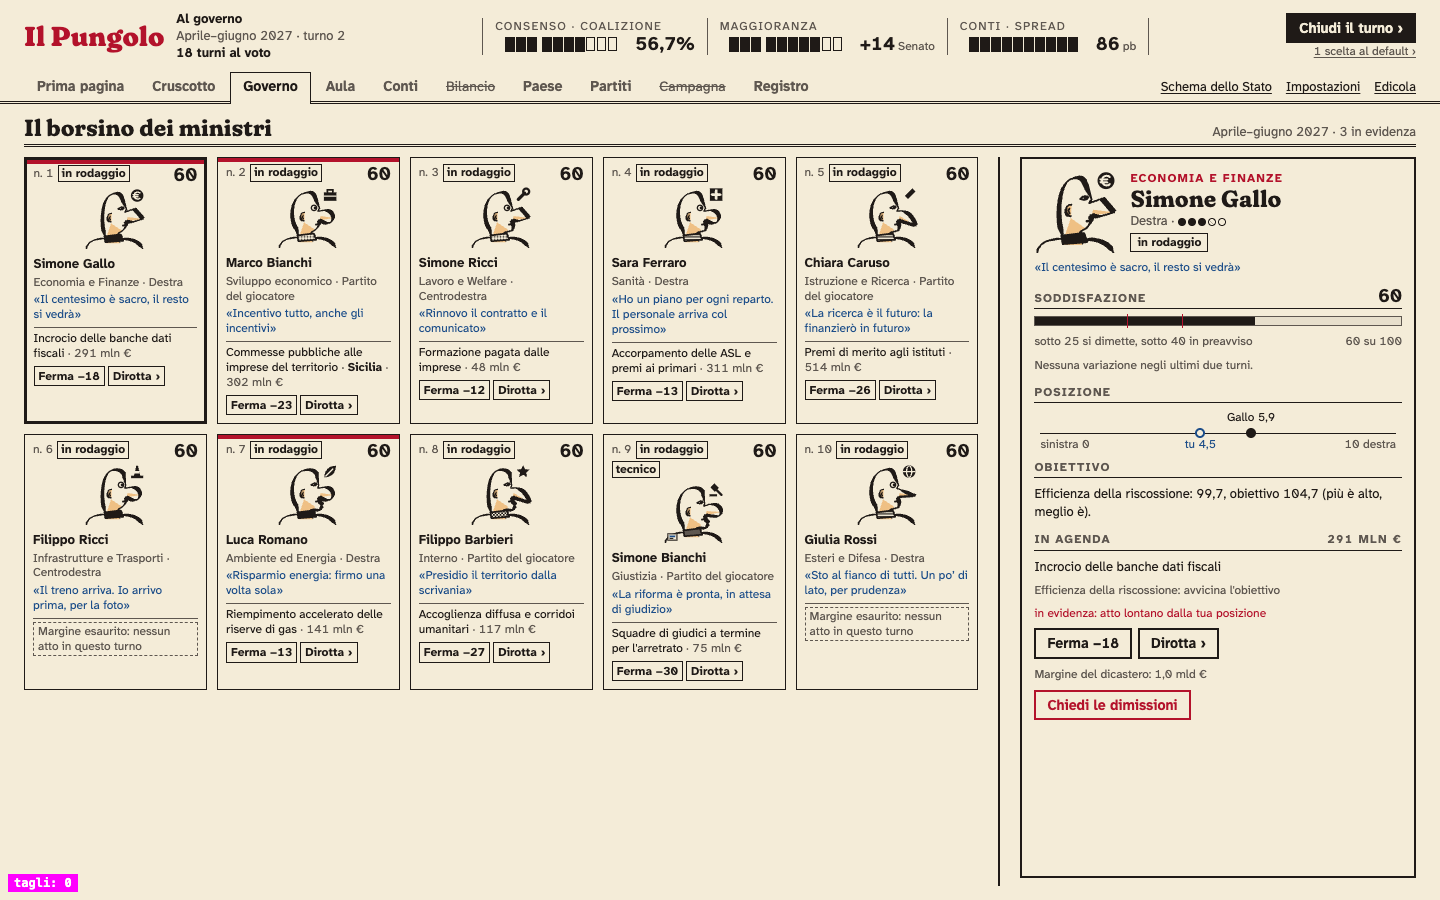 Il Pungolo
Al governo
Aprile–giugno 2027 · turno 2
18 turni al voto
CONSENSO · COALIZIONE
56,7%
MAGGIORANZA
+14 Senato
CONTI · SPREAD
86 pb
Chiudi il turno ›
1 scelta al default ›
Prima pagina
Cruscotto
Governo
Aula
Conti
Bilancio
Paese
Partiti
Campagna
Registro
Schema dello Stato
Impostazioni
Edicola
Il borsino dei ministri
Aprile–giugno 2027 · 3 in evidenza
n. 1 in rodaggio 60
Simone Gallo
Economia e Finanze · Destra
«Il centesimo è sacro, il resto
si vedrà»
Incrocio delle banche dati
fiscali · 291 mln €
Ferma –18 Dirotta ›
n. 2 in rodaggio 60
Marco Bianchi
Sviluppo economico · Partito
del giocatore
«Incentivo tutto, anche gli
incentivi»
Commesse pubbliche alle
imprese del territorio · Sicilia ·
302 mln €
Ferma –23 Dirotta ›
n. 3 in rodaggio 60
Simone Ricci
Lavoro e Welfare ·
Centrodestra
«Rinnovo il contratto e il
comunicato»
Formazione pagata dalle
imprese · 48 mln €
Ferma –12 Dirotta ›
n. 4 in rodaggio 60
Sara Ferraro
Sanità · Destra
«Ho un piano per ogni reparto.
Il personale arriva col
prossimo»
Accorpamento delle ASL e
premi ai primari · 311 mln €
Ferma –13 Dirotta ›
n. 5 in rodaggio 60
Chiara Caruso
Istruzione e Ricerca · Partito
del giocatore
«La ricerca è il futuro: la
finanzierò in futuro»
Premi di merito agli istituti ·
514 mln €
Ferma –26 Dirotta ›
n. 6 in rodaggio 60
Filippo Ricci
Infrastrutture e Trasporti ·
Centrodestra
«Il treno arriva. Io arrivo
prima, per la foto»
Margine esaurito: nessun
atto in questo turno
n. 7 in rodaggio 60
Luca Romano
Ambiente ed Energia · Destra
«Risparmio energia: firmo una
volta sola»
Riempimento accelerato delle
riserve di gas · 141 mln €
Ferma –13 Dirotta ›
n. 8 in rodaggio 60
Filippo Barbieri
Interno · Partito del giocatore
«Presidio il territorio dalla
scrivania»
Accoglienza diffusa e corridoi
umanitari · 117 mln €
Ferma –27 Dirotta ›
n. 9 in rodaggio 60
tecnico
Simone Bianchi
Giustizia · Partito del giocatore
«La riforma è pronta, in attesa
di giudizio»
Squadre di giudici a termine
per l'arretrato · 75 mln €
Ferma –30 Dirotta ›
n. 10 in rodaggio 60
Giulia Rossi
Esteri e Difesa · Destra
«Sto al fianco di tutti. Un po' di
lato, per prudenza»
Margine esaurito: nessun
atto in questo turno
ECONOMIA E FINANZE
Simone Gallo
Destra ·
in rodaggio
«Il centesimo è sacro, il resto si vedrà»
SODDISFAZIONE 60
sotto 25 si dimette, sotto 40 in preavviso 60 su 100
Nessuna variazione negli ultimi due turni.
POSIZIONE
Gallo 5,9
sinistra 0 tu 4,5 10 destra
OBIETTIVO
Efficienza della riscossione: 99,7, obiettivo 104,7 (più è alto,
meglio è).
IN AGENDA 291 MLN €
Incrocio delle banche dati fiscali
Efficienza della riscossione: avvicina l'obiettivo
in evidenza: atto lontano dalla tua posizione
Ferma –18 Dirotta ›
Margine del dicastero: 1,0 mld €
Chiedi le dimissioni
tagli: 0